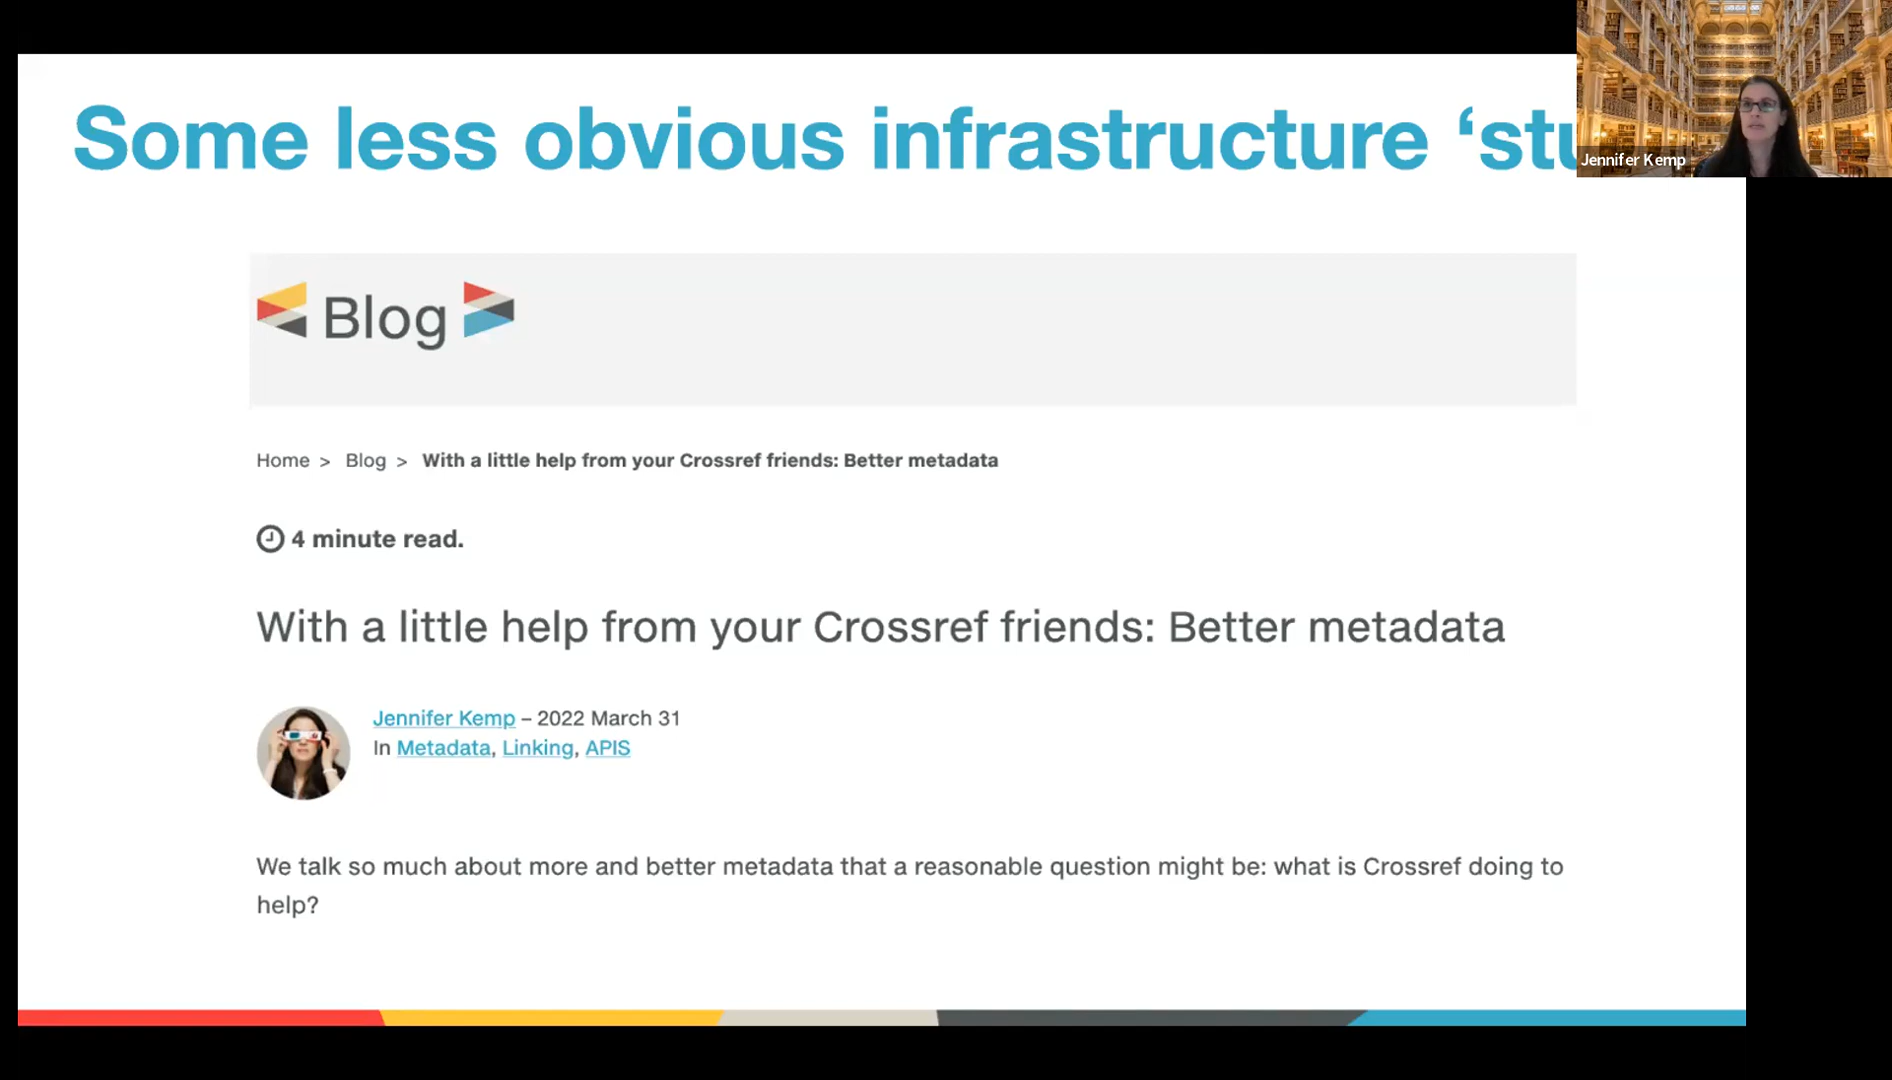 Some less obvious infrastructure ‘stu
Jennifer Kemp
Blog
Home > Blog > With a little help from your Crossref friends: Better metadata
4 minute read.
With a little help from your Crossref friends: Better metadata
Jennifer Kemp – 2022 March 31
In Metadata, Linking, APIS
We talk so much about more and better metadata that a reasonable question might be: what is Crossref doing to
help?